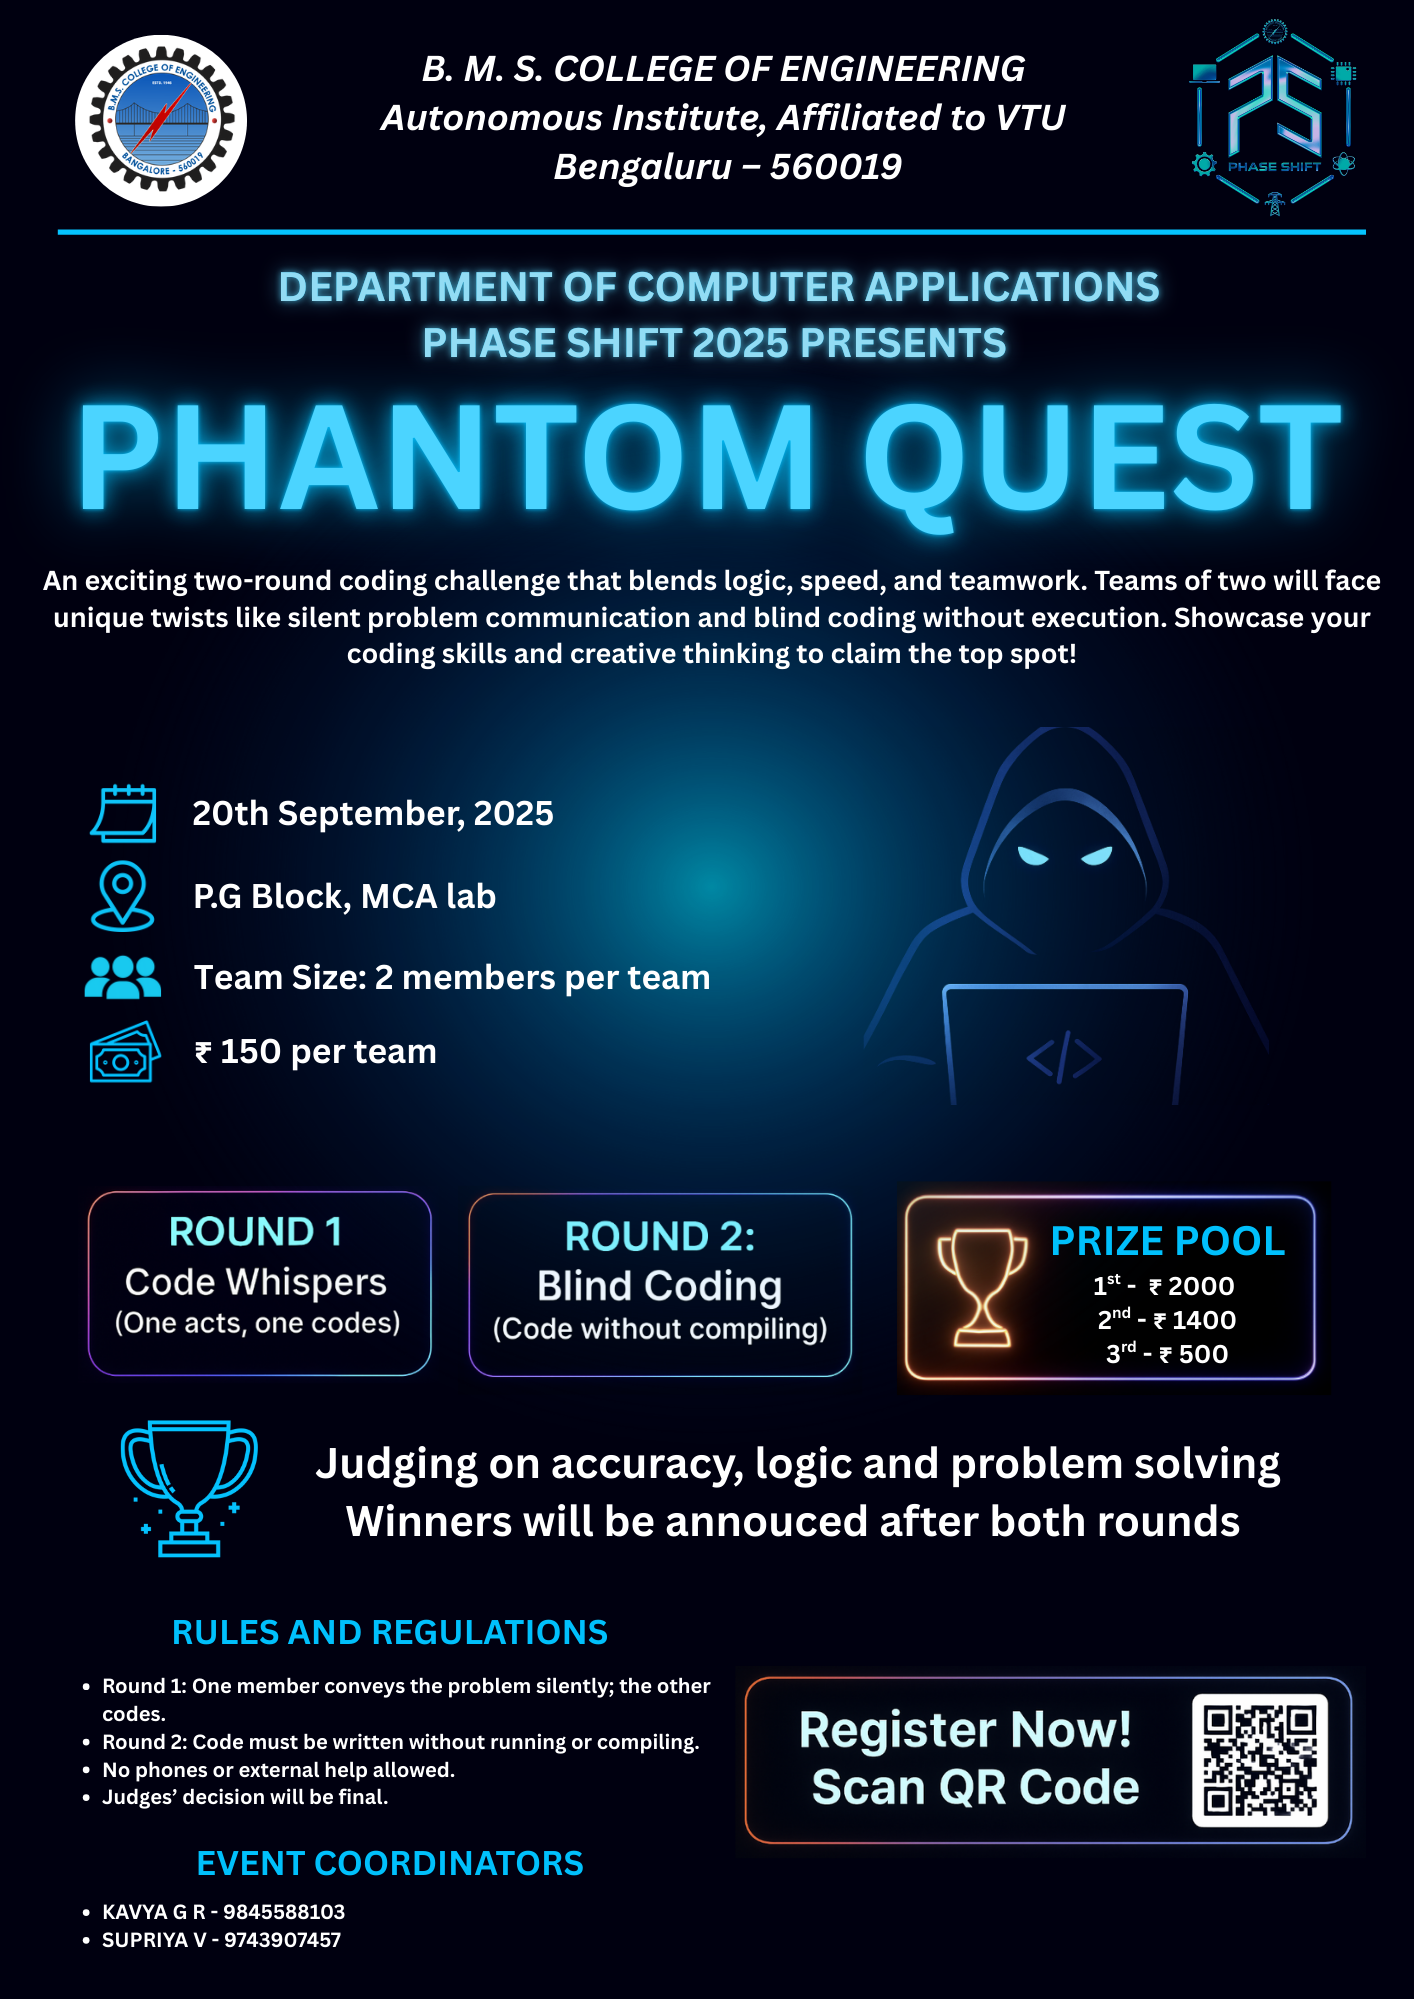 B.M.S. COLLEGE OF ENGINEERING
ESTD. 1946
BANGALORE - 560019
B. M. S. COLLEGE OF ENGINEERING
Autonomous Institute, Affiliated to VTU
Bengaluru – 560019
PS
PHASE SHIFT
DEPARTMENT OF COMPUTER APPLICATIONS
PHASE SHIFT 2025 PRESENTS
PHANTOM QUEST
An exciting two-round coding challenge that blends logic, speed, and teamwork. Teams of two will face
unique twists like silent problem communication and blind coding without execution. Showcase your
coding skills and creative thinking to claim the top spot!
20th September, 2025
P.G Block, MCA lab
Team Size: 2 members per team
₹ 150 per team
</>
ROUND 1
Code Whispers
(One acts, one codes)
ROUND 2:
Blind Coding
(Code without compiling)
PRIZE POOL
1st - ₹ 2000
2nd - ₹ 1400
3rd - ₹ 500
Judging on accuracy, logic and problem solving
Winners will be annouced after both rounds
RULES AND REGULATIONS
• Round 1: One member conveys the problem silently; the other
codes.
• Round 2: Code must be written without running or compiling.
• No phones or external help allowed.
• Judges’ decision will be final.
Register Now!
Scan QR Code
EVENT COORDINATORS
• KAVYA G R - 9845588103
• SUPRIYA V - 9743907457